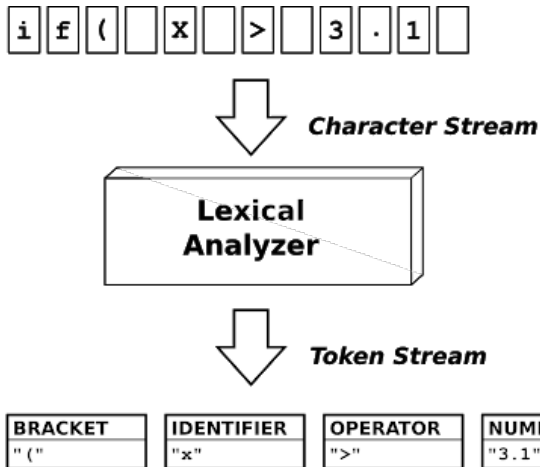 i f ( X > 3 . 1
Character Stream
Lexical
Analyzer
Token Stream
BRACKET IDENTIFIER OPERATOR
"(" "x" ">" "3.1"